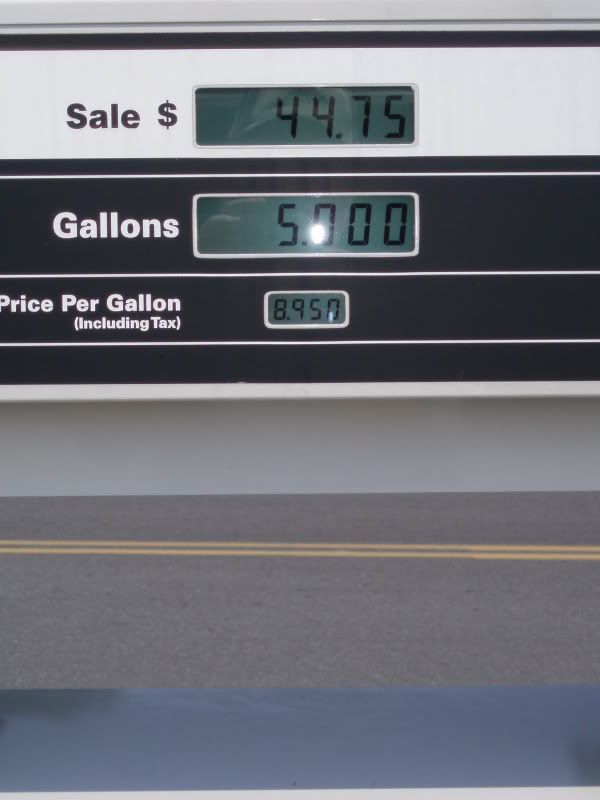 Sale $ 44.75
Gallons 5.000
Price Per Gallon 8.950
(Including Tax)